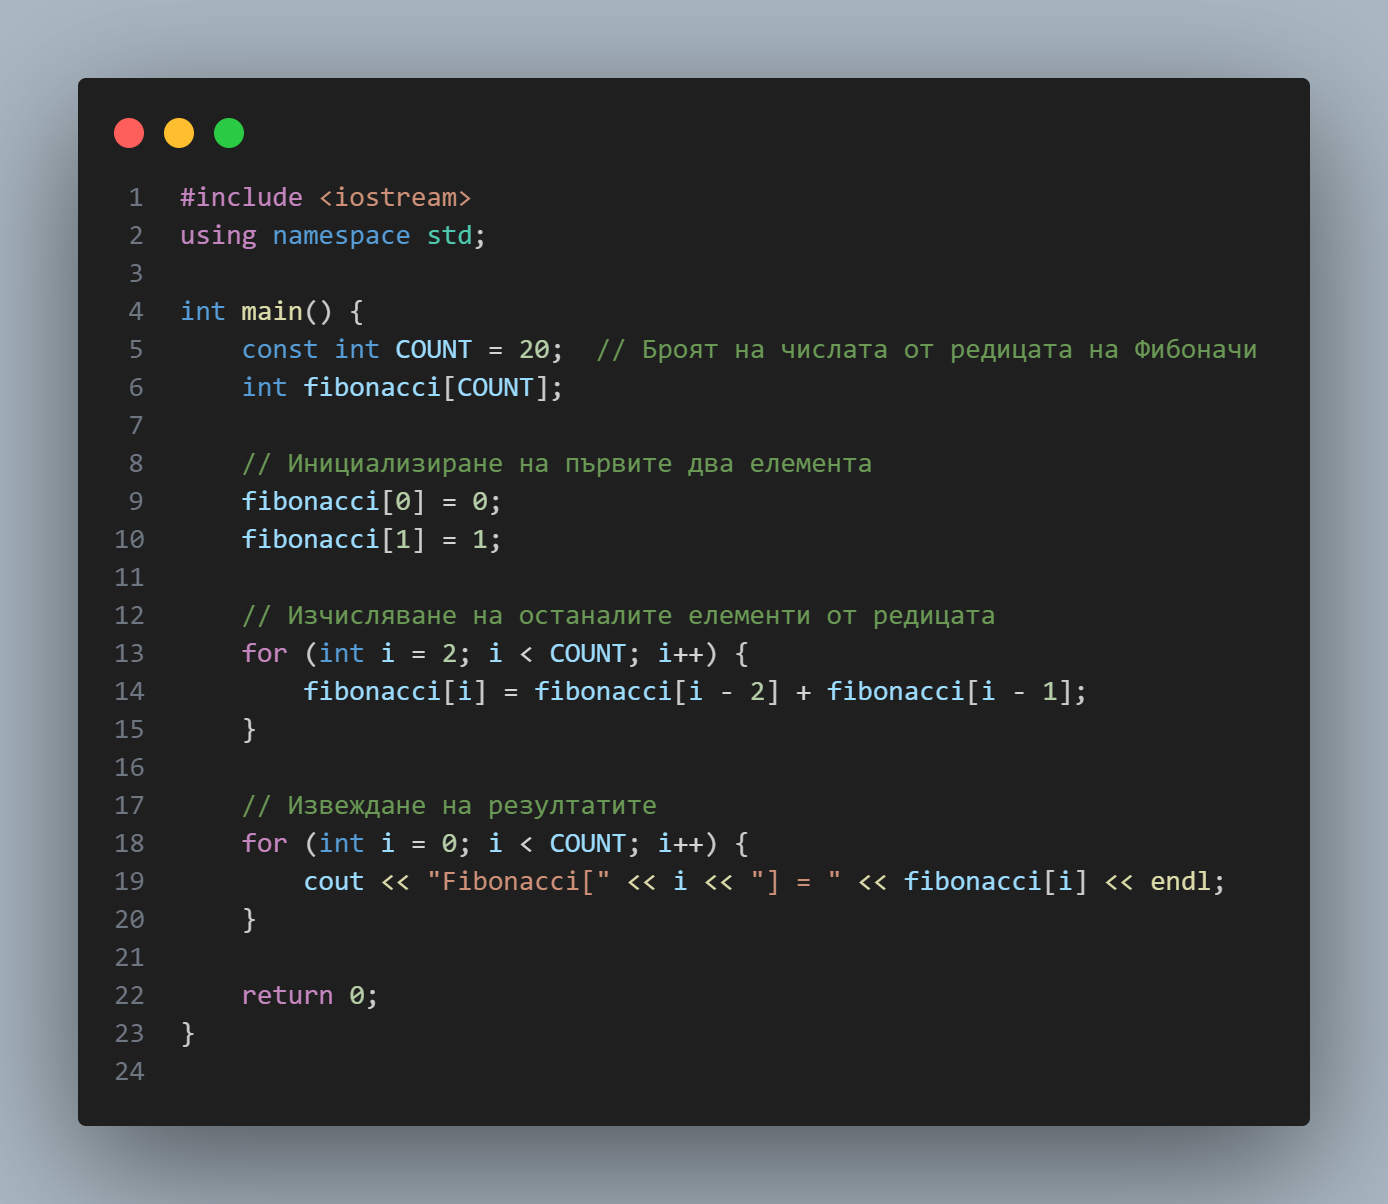 1 #include <iostream>
2 using namespace std;
3
4 int main() {
5     const int COUNT = 20;  // Броят на числата от редицата на Фибоначи
6     int fibonacci[COUNT];
7
8     // Инициализиране на първите два елемента
9     fibonacci[0] = 0;
10     fibonacci[1] = 1;
11
12     // Изчисляване на останалите елементи от редицата
13     for (int i = 2; i < COUNT; i++) {
14         fibonacci[i] = fibonacci[i - 2] + fibonacci[i - 1];
15     }
16
17     // Извеждане на резултатите
18     for (int i = 0; i < COUNT; i++) {
19         cout << "Fibonacci[" << i << "] = " << fibonacci[i] << endl;
20     }
21
22     return 0;
23 }
24